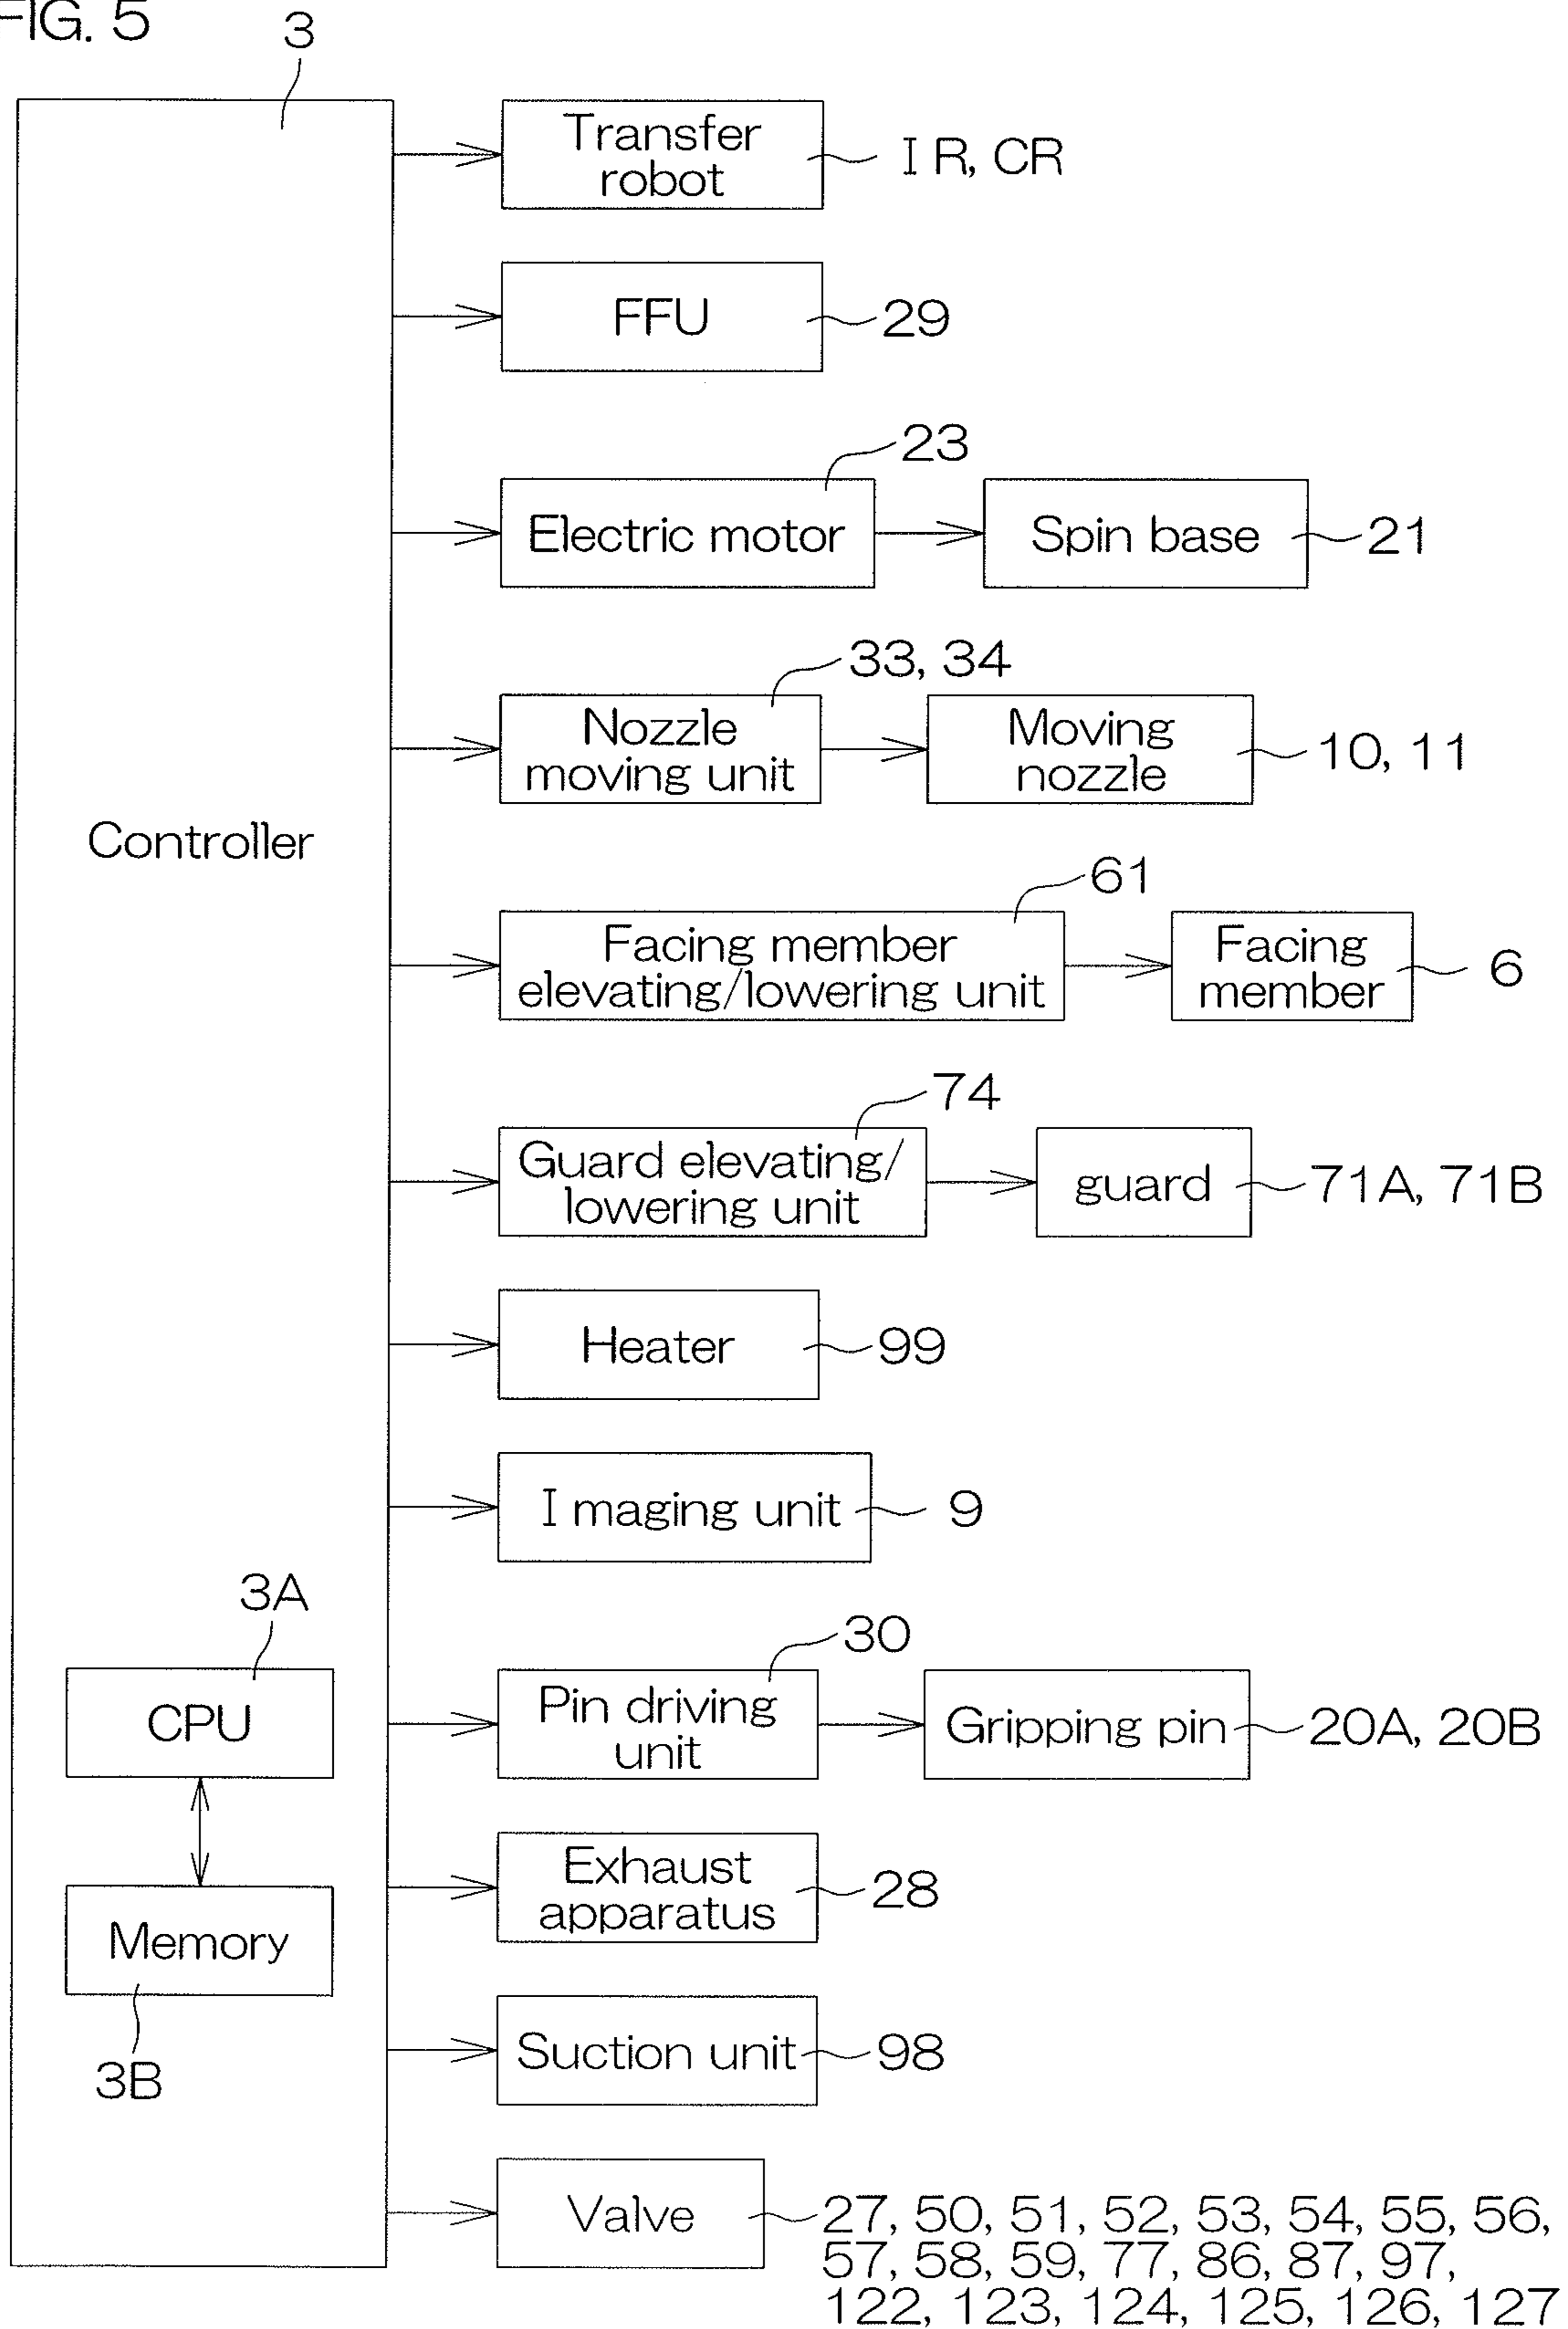 FIG. 5
3
Transfer
robot
I R, CR
FFU
29
23
Electric motor
Spin base
21
33, 34
Nozzle
moving unit
Moving
nozzle
10, 11
Controller
61
Facing member
elevating/lowering unit
Facing
member
6
74
Guard elevating/
lowering unit
guard
71A, 71B
Heater
99
I maging unit
9
3A
CPU
30
Pin driving
unit
Gripping pin
20A, 20B
Exhaust
apparatus
28
Memory
3B
Suction unit
98
Valve
27, 50, 51, 52, 53, 54, 55, 56,
57, 58, 59, 77, 86, 87, 97,
122, 123, 124, 125, 126, 127